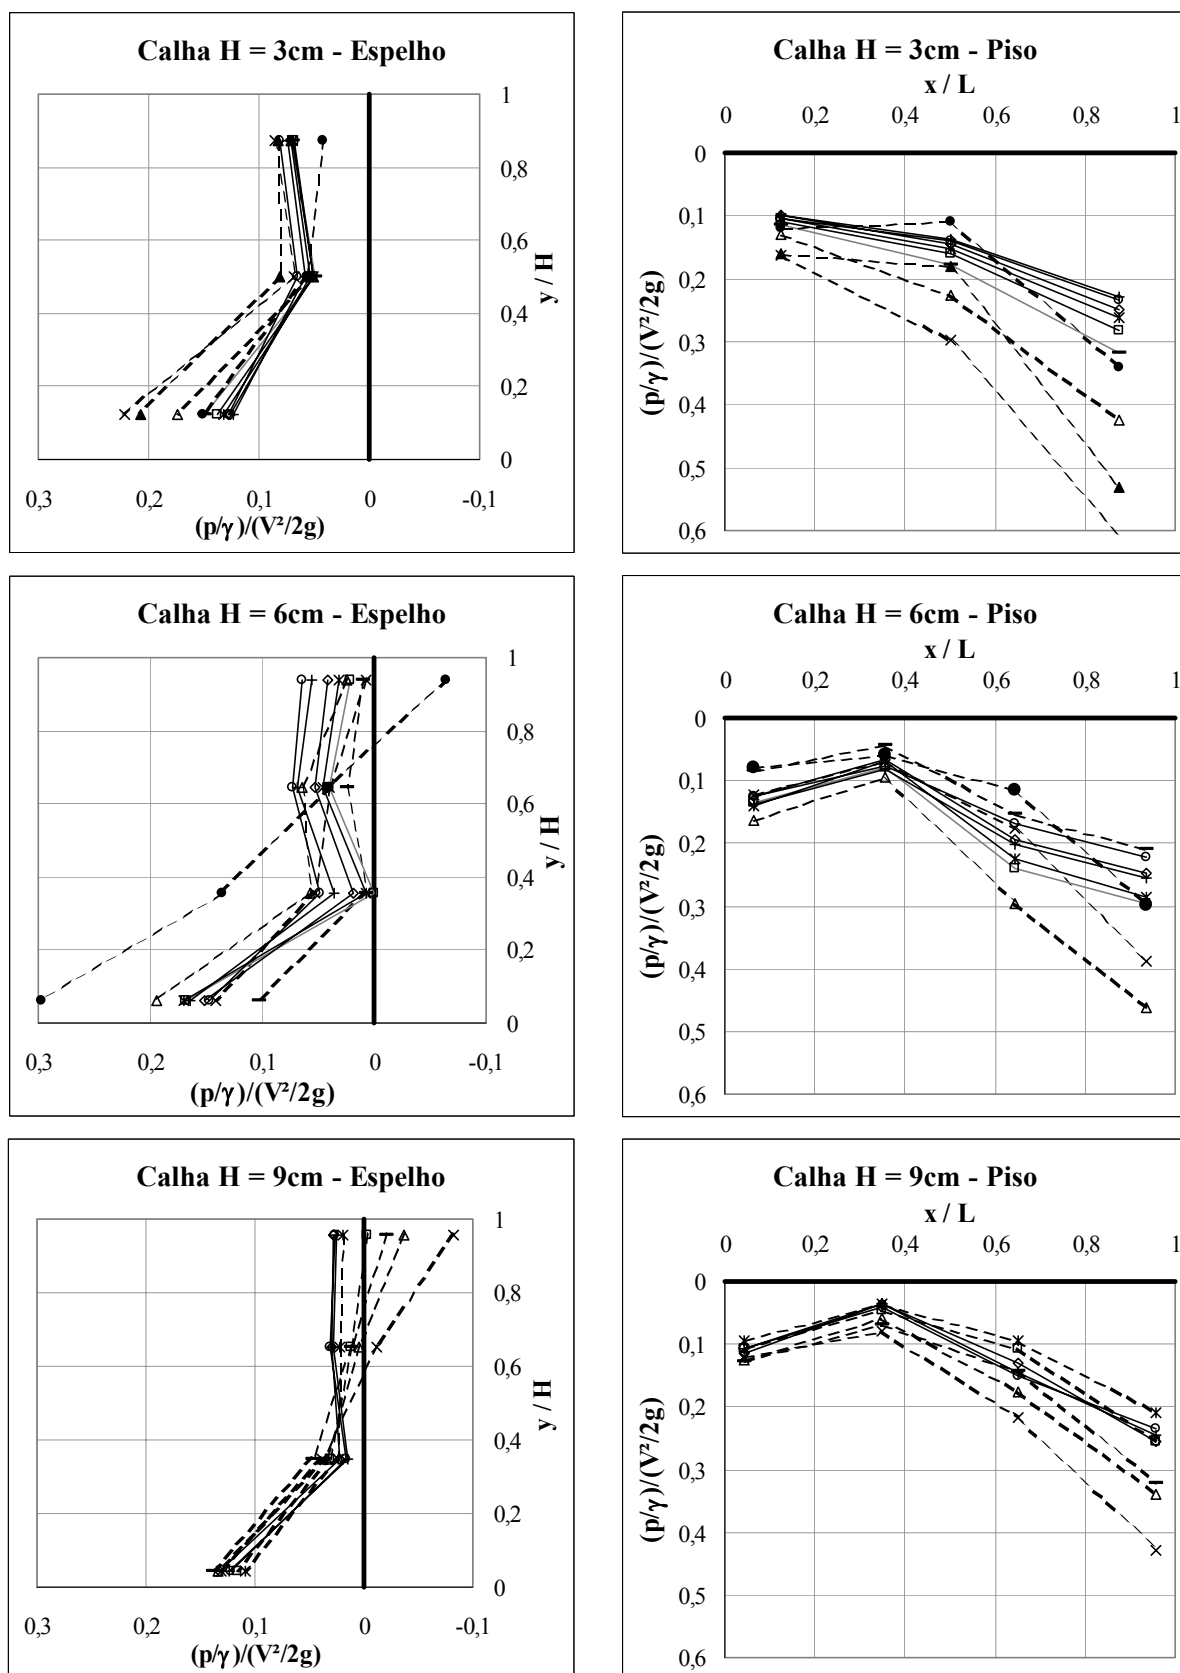 Calha H = 3cm - Espelho
1
0,8
0,6
0,4
0,2
0
y / H
0,3 0,2 0,1 0 -0,1
(p/γ)/(V²/2g)
Calha H = 3cm - Piso
x / L
0 0,2 0,4 0,6 0,8 1
0
0,1
0,2
0,3
0,4
0,5
0,6
(p/γ)/(V²/2g)
Calha H = 6cm - Espelho
1
0,8
0,6
0,4
0,2
0
y / H
0,3 0,2 0,1 0 -0,1
(p/γ)/(V²/2g)
Calha H = 6cm - Piso
x / L
0 0,2 0,4 0,6 0,8 1
0
0,1
0,2
0,3
0,4
0,5
0,6
(p/γ)/(V²/2g)
Calha H = 9cm - Espelho
1
0,8
0,6
0,4
0,2
0
y / H
0,3 0,2 0,1 0 -0,1
(p/γ)/(V²/2g)
Calha H = 9cm - Piso
x / L
0 0,2 0,4 0,6 0,8 1
0
0,1
0,2
0,3
0,4
0,5
0,6
(p/γ)/(V²/2g)